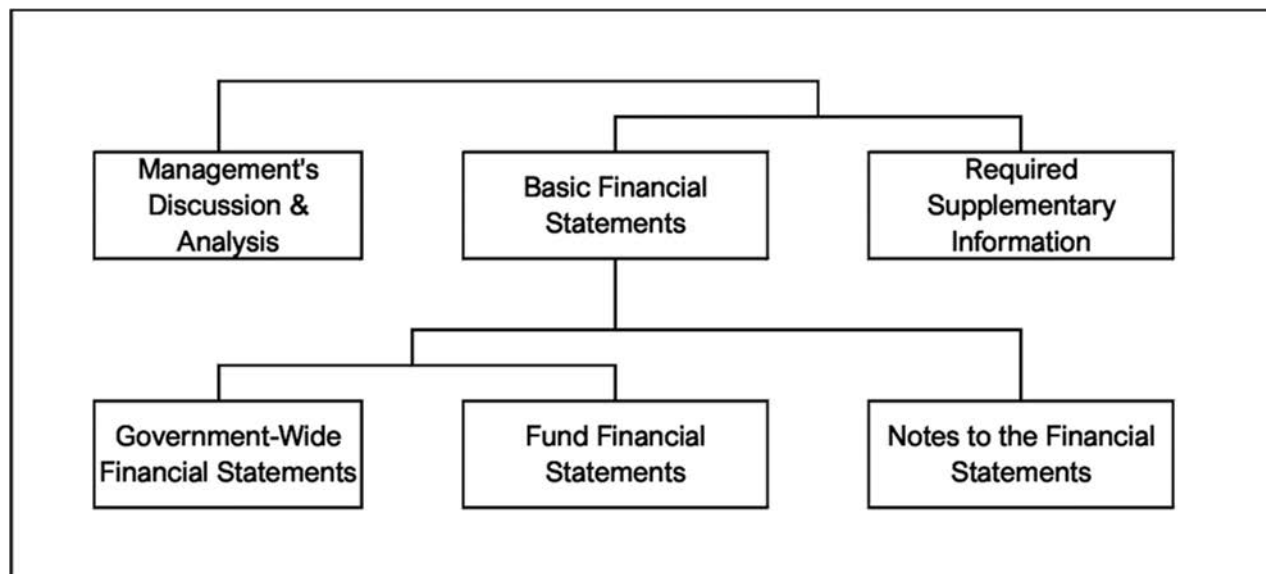 Management's
Discussion &
Analysis
Basic Financial
Statements
Required
Supplementary
Information
Government-Wide
Financial Statements
Fund Financial
Statements
Notes to the Financial
Statements